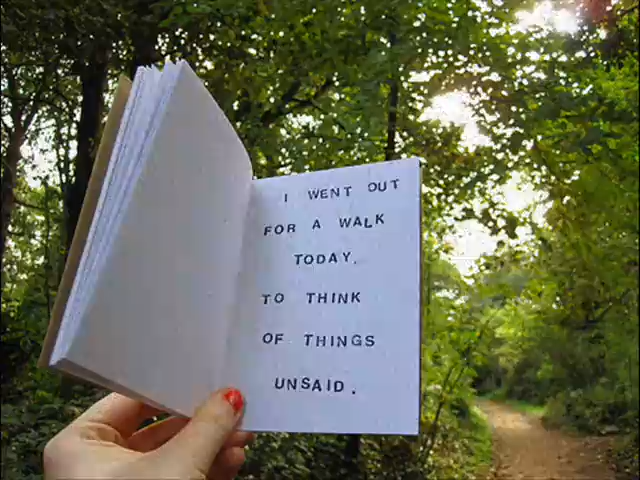 I WENT OUT
FOR A WALK
TODAY.
TO THINK
OF THINGS
UNSAID.